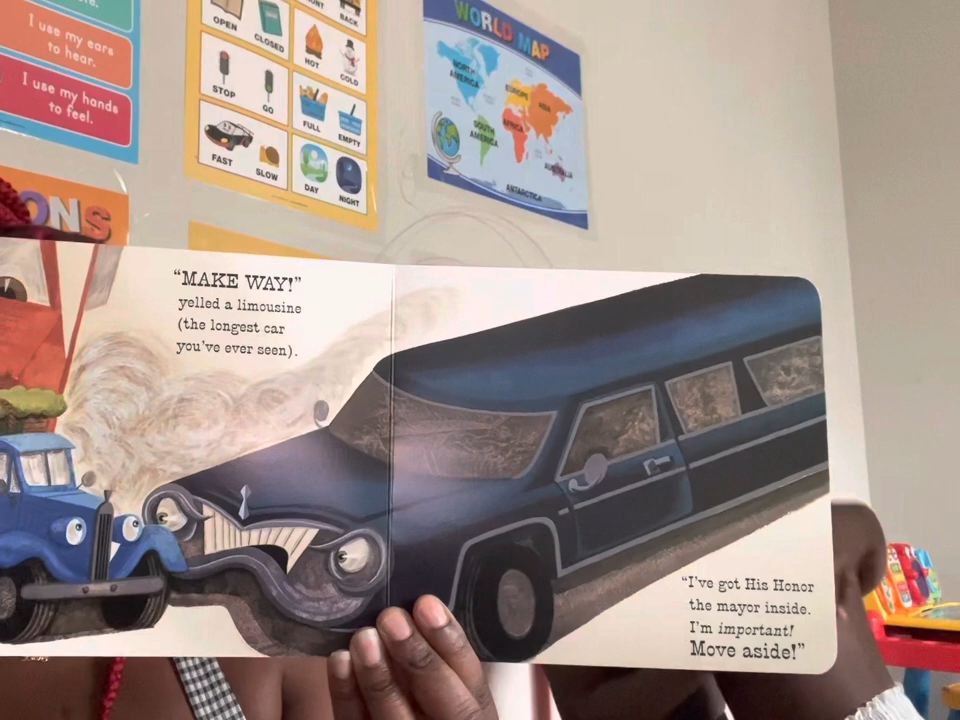 I use my ears
to hear.
I use my hands
to feel.
OPEN
CLOSED
BACK
HOT
COLD
STOP
GO
FULL
EMPTY
FAST
SLOW
DAY
NIGHT
WORLD MAP
NORTH
AMERICA
EUROPE
ASIA
AFRICA
SOUTH
AMERICA
AUSTRALIA
ANTARCTICA
ONS
"MAKE WAY!"
yelled a limousine
(the longest car
you've ever seen).
"I've got His Honor
the mayor inside.
I'm important!
Move aside!"